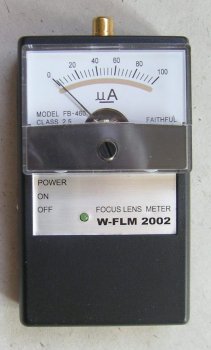 0 20 40 60 80 100
µA
MODEL FB-460
CLASS 2.5 FAITHFUL
POWER
ON
OFF FOCUS LENS METER
W-FLM 2002